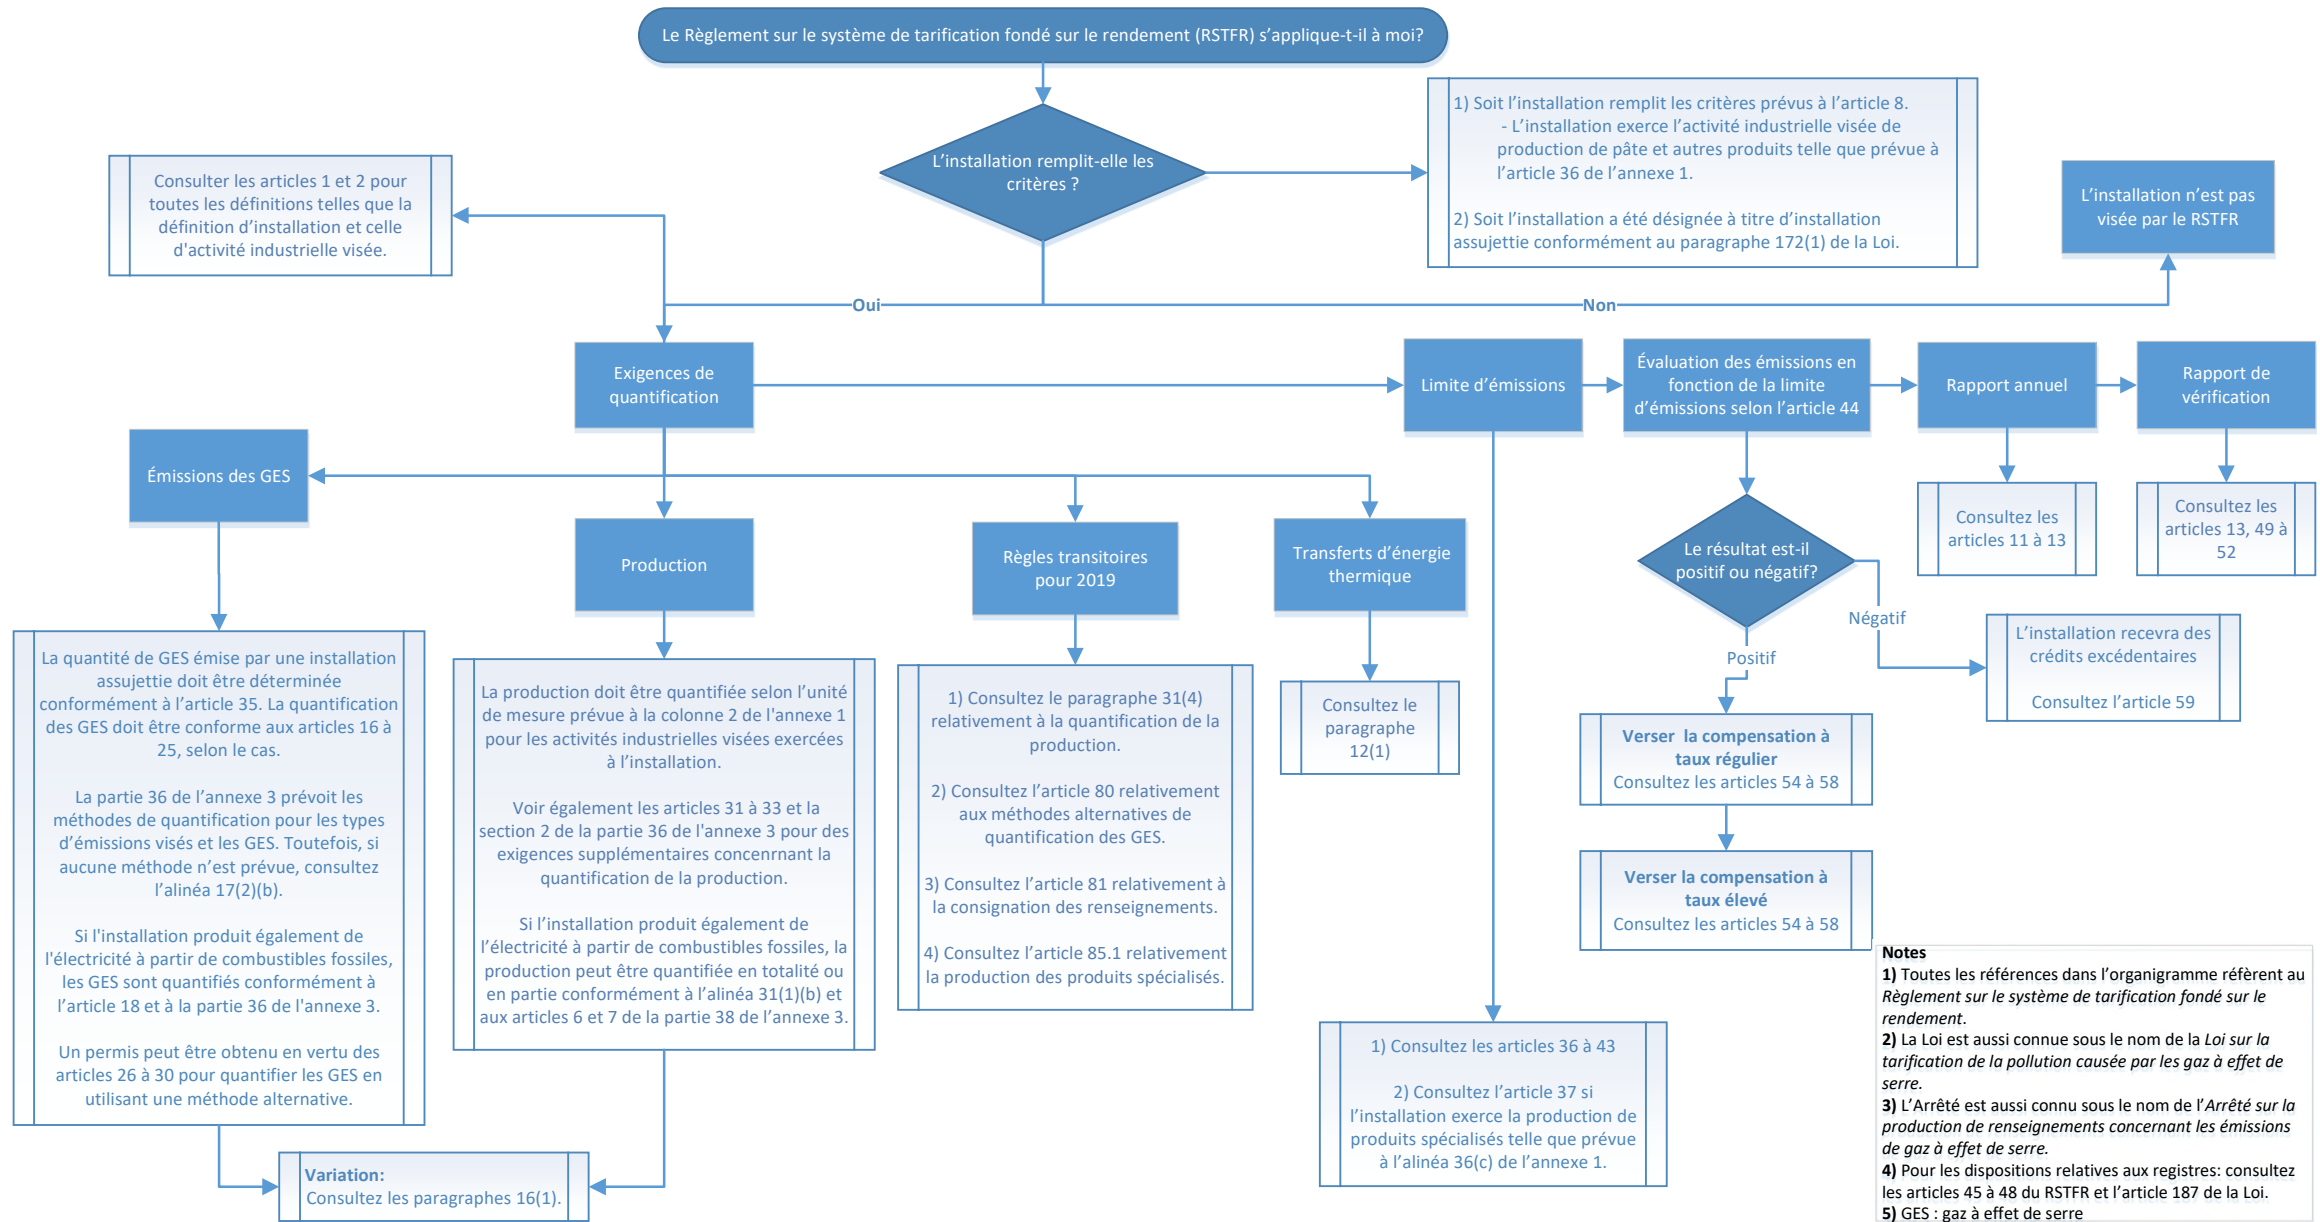 Le Règlement sur le système de tarification fondé sur le rendement (RSTFR) s’applique-t-il à moi?
L’installation remplit-elle les
critères ?
1) Soit l’installation remplit les critères prévus à l’article 8.
- L’installation exerce l’activité industrielle visée de
production de pâte et autres produits telle que prévue à
l’article 36 de l’annexe 1.
2) Soit l’installation a été désignée à titre d’installation
assujettie conformément au paragraphe 172(1) de la Loi.
Consulter les articles 1 et 2 pour
toutes les définitions telles que la
définition d’installation et celle
d'activité industrielle visée.
L’installation n’est pas
visée par le RSTFR
Oui
Non
Exigences de
quantification
Limite d’émissions
Évaluation des émissions en
fonction de la limite
d’émissions selon l’article 44
Rapport annuel
Rapport de
vérification
Émissions des GES
Production
Règles transitoires
pour 2019
Transferts d’énergie
thermique
Le résultat est-il
positif ou négatif?
Consultez les
articles 11 à 13
Consultez les
articles 13, 49 à
52
Négatif
Positif
L’installation recevra des
crédits excédentaires
Consultez l’article 59
La quantité de GES émise par une installation
assujettie doit être déterminée
conformément à l’article 35. La quantification
des GES doit être conforme aux articles 16 à
25, selon le cas.
La partie 36 de l’annexe 3 prévoit les
méthodes de quantification pour les types
d’émissions visés et les GES. Toutefois, si
aucune méthode n’est prévue, consultez
l’alinéa 17(2)(b).
Si l'installation produit également de
l'électricité à partir de combustibles fossiles,
les GES sont quantifiés conformément à
l’article 18 et à la partie 36 de l'annexe 3.
Un permis peut être obtenu en vertu des
articles 26 à 30 pour quantifier les GES en
utilisant une méthode alternative.
La production doit être quantifiée selon l’unité
de mesure prévue à la colonne 2 de l'annexe 1
pour les activités industrielles visées exercées
à l’installation.
Voir également les articles 31 à 33 et la
section 2 de la partie 36 de l'annexe 3 pour des
exigences supplémentaires concenrnant la
quantification de la production.
Si l’installation produit également de
l’électricité à partir de combustibles fossiles, la
production peut être quantifiée en totalité ou
en partie conformément à l’alinéa 31(1)(b) et
aux articles 6 et 7 de la partie 38 de l’annexe 3.
1) Consultez le paragraphe 31(4)
relativement à la quantification de la
production.
2) Consultez l’article 80 relativement
aux méthodes alternatives de
quantification des GES.
3) Consultez l’article 81 relativement à
la consignation des renseignements.
4) Consultez l’article 85.1 relativement
la production des produits spécialisés.
Consultez le
paragraphe
12(1)
Verser la compensation à
taux régulier
Consultez les articles 54 à 58
Verser la compensation à
taux élevé
Consultez les articles 54 à 58
1) Consultez les articles 36 à 43
2) Consultez l’article 37 si
l’installation exerce la production de
produits spécialisés telle que prévue
à l’alinéa 36(c) de l’annexe 1.
Variation:
Consultez les paragraphes 16(1).
Notes
1) Toutes les références dans l’organigramme réfèrent au
Règlement sur le système de tarification fondé sur le
rendement.
2) La Loi est aussi connue sous le nom de la Loi sur la
tarification de la pollution causée par les gaz à effet de
serre.
3) L’Arrêté est aussi connu sous le nom de l’Arrêté sur la
production de renseignements concernant les émissions
de gaz à effet de serre.
4) Pour les dispositions relatives aux registres: consultez
les articles 45 à 48 du RSTFR et l’article 187 de la Loi.
5) GES : gaz à effet de serre